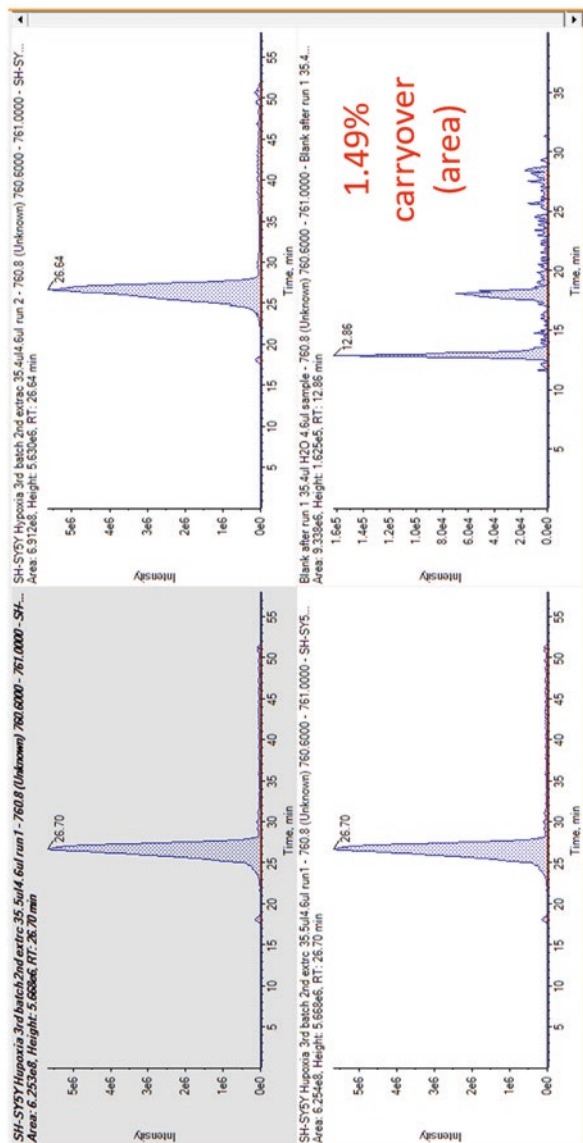 SH-SY5Y Hupoxia 3rd batch 2nd extrc 35.5ul4.6ul run1 - 760.8 (Unknown) 760.6000 - 761.0000 - SH-...
Area: 6.253e8, Height: 5.668e6, RT: 26.70 min
26.70
5e6
4e6
3e6
2e6
1e6
0e0
Intensity
5 10 15 20 25 30 35 40 45 50 55
Time, min
SH-SY5Y Hypoxia 3rd batch 2nd extrac 35.4ul4.6ul run 2 - 760.8 (Unknown) 760.6000 - 761.0000 - SH-SY...
Area: 6.912e8, Height: 5.630e6, RT: 26.64 min
26.64
5e6
4e6
3e6
2e6
1e6
0e0
Intensity
5 10 15 20 25 30 35 40 45 50 55
Time, min
SH-SY5Y Hupoxia 3rd batch 2nd extrc 35.5ul4.6ul run1 - 760.8 (Unknown) 760.6000 - 761.0000 - SH-SY5...
Area: 6.254e8, Height: 5.668e6, RT: 26.70 min
26.70
5e6
4e6
3e6
2e6
1e6
0e0
Intensity
5 10 15 20 25 30 35 40 45 50 55
Time, min
Blank after run 1 35.4ul H2O 4.6ul sample - 760.8 (Unknown) 760.6000 - 761.0000 - Blank after run 1 35.4...
Area: 9.338e6, Height: 1.625e5, RT: 12.86 min
12.86
1.6e5
1.4e5
1.2e5
1.0e5
8.0e4
6.0e4
4.0e4
2.0e4
0.0e0
Intensity
5 10 15 20 25 30 35
Time, min
1.49%
carryover
(area)